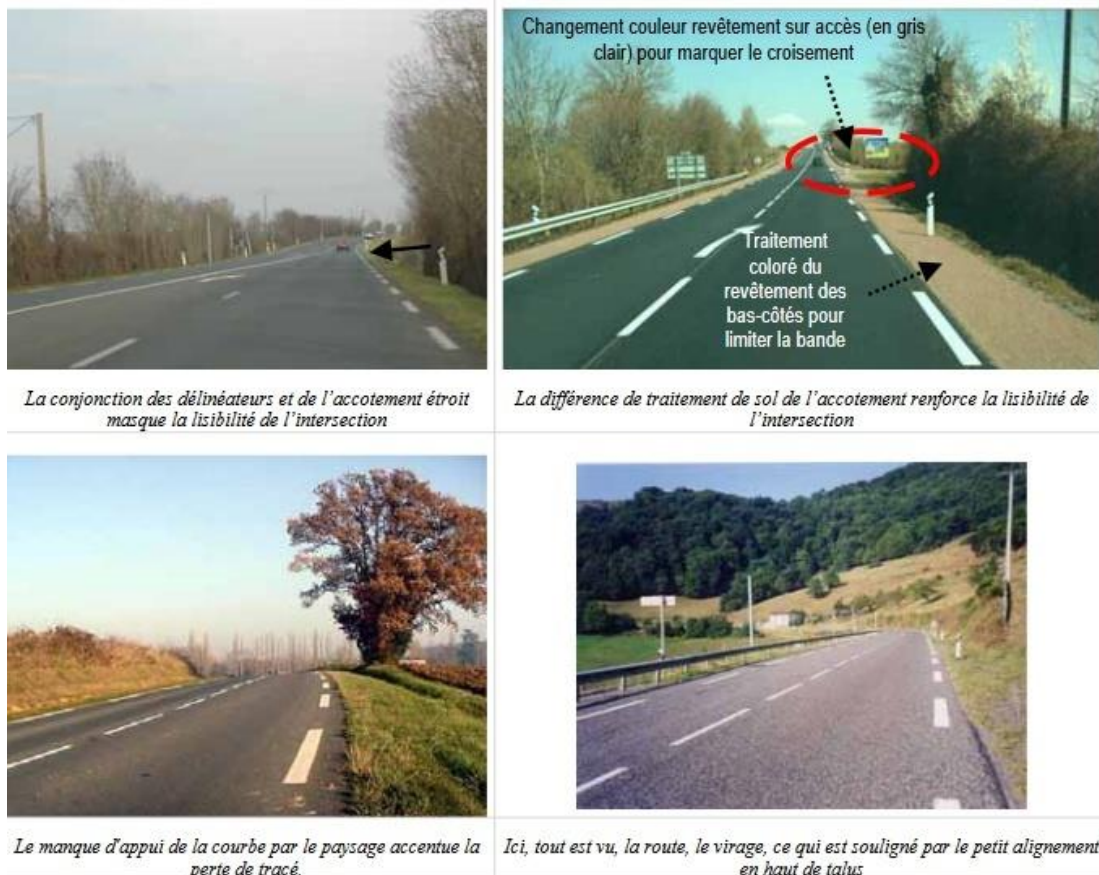 Changement couleur revêtement sur accès (en gris
clair) pour marquer le croisement
Traitement
coloré du
revêtement des
bas-côtés pour
limiter la bande
La conjonction des délinéateurs et de l'accotement étroit
masque la lisibilité de l'intersection
La différence de traitement de sol de l'accotement renforce la lisibilité de
l'intersection
Le manque d'appui de la courbe par le paysage accentue la
perte de tracé.
Ici, tout est vu, la route, le virage, ce qui est souligné par le petit alignement
en haut de talus